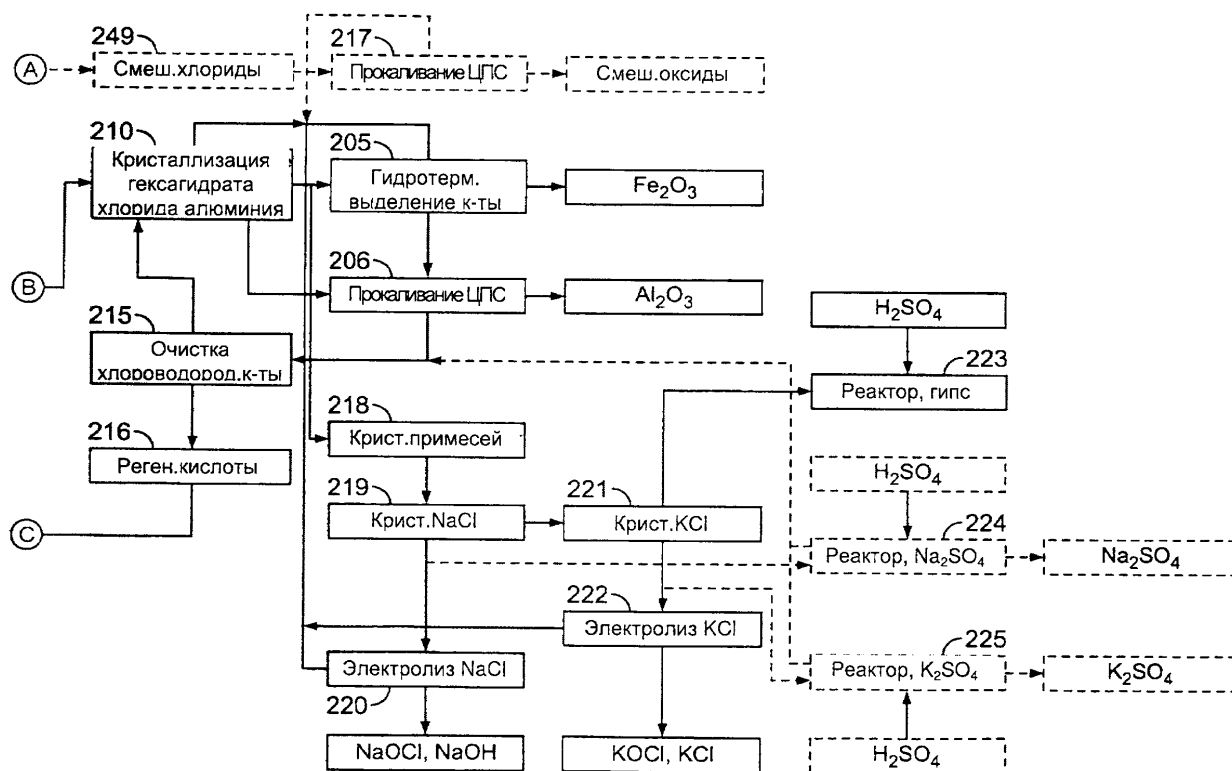 249
217
A
Смеш.хлориды
Прокаливание ЦПС
Смеш.оксиды
210
205
Кристаллизация
гексагидрата
хлорида алюминия
Гидротерм.
выделение к-ты
Fe2O3
B
206
Прокаливание ЦПС
Al2O3
H2SO4
215
Очистка
хлороводород.к-ты
223
Реактор, гипс
218
Крист.примесей
216
Реген.кислоты
H2SO4
219
Крист.NaCl
221
Крист.KCl
C
224
Реактор, Na2SO4
Na2SO4
222
Электролиз KCl
225
Электролиз NaCl
220
Реактор, K2SO4
K2SO4
NaOCl, NaOH
KOCl, KCl
H2SO4